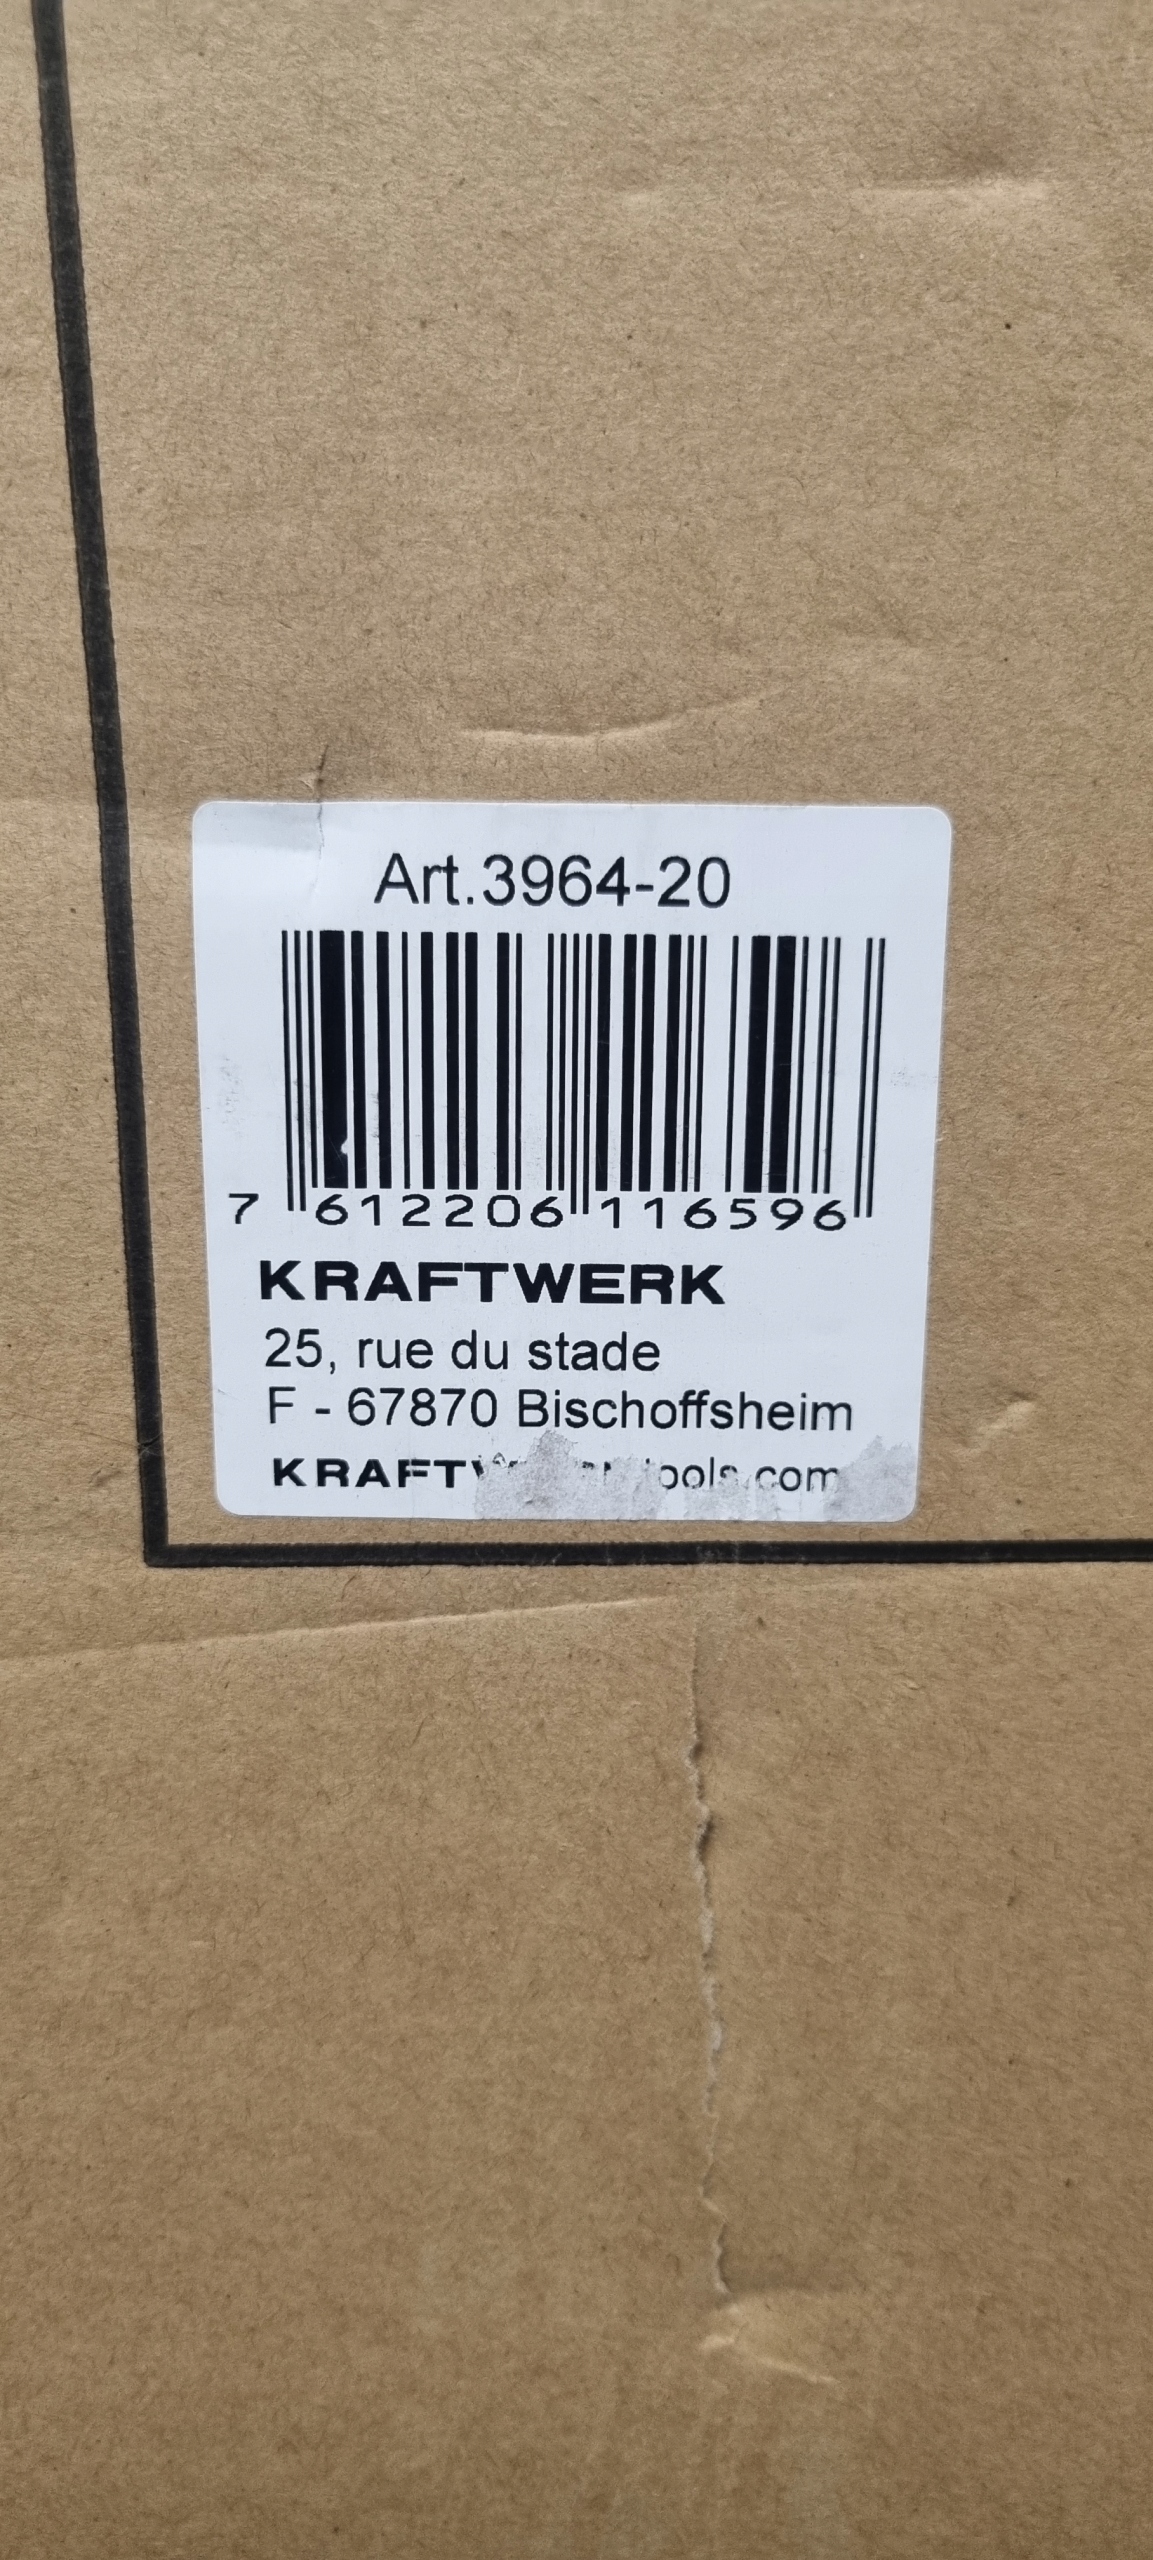 Art.3964-20
7 612206 116596
KRAFTWERK
25, rue du stade
F - 67870 Bischoffsheim